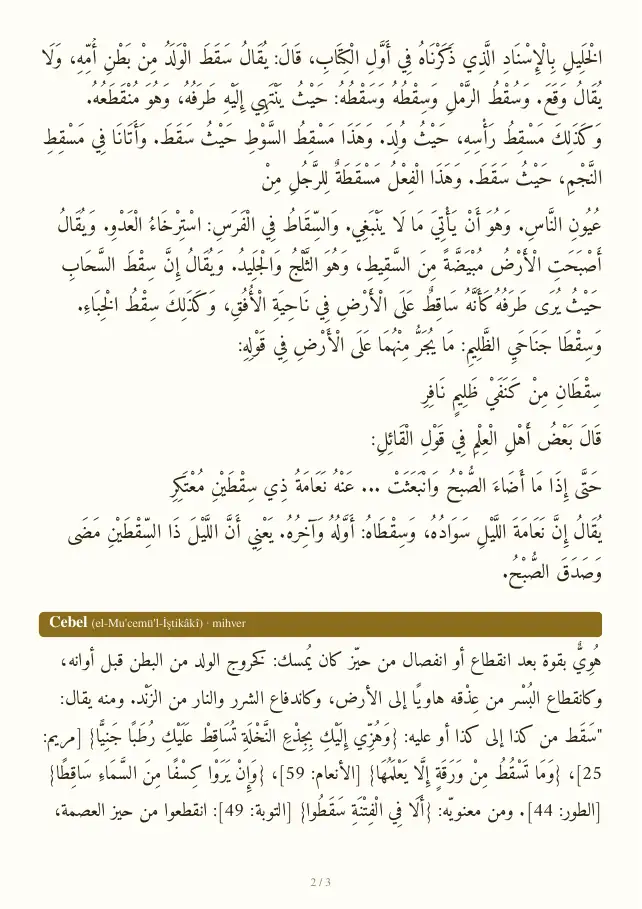 الْخَلِيلِ بِالْإِسْنَادِ الَّذِي ذَكَرْنَاهُ فِي أَوَّلِ الْكِتَابِ، قَالَ: يُقَالُ سَقَطَ الْوَلَدُ مِنْ بَطْنِ أُمِّهِ، وَلَا
يُقَالُ وَقَعَ. وَسُقْطُ الرَّمْلِ وَسِقْطُهُ وَسَقْطُهُ: حَيْثُ يَنْتَهِي إِلَيْهِ طَرَفُهُ، وَهُوَ مُنْقَطَعُهُ.
وَكَذَلِكَ مَسْقِطُ رَأْسِهِ، حَيْثُ وُلِدَ. وَهَذَا مَسْقِطُ السَّوْطِ حَيْثُ سَقَطَ. وَأَتَانَا فِي مَسْقِطِ
النَّجْمِ، حَيْثُ سَقَطَ. وَهَذَا الْفِعْلُ مَسْقَطَةٌ لِلرَّجُلِ مِنْ
عُيُونِ النَّاسِ. وَهُوَ أَنْ يَأْتِيَ مَا لَا يَنْبَغِي. وَالسِّقَاطُ فِي الْفَرَسِ: اسْتِرْخَاءُ الْعَدْوِ. وَيُقَالُ
أَصْبَحَتِ الْأَرْضُ مُبْيَضَّةً مِنَ السَّقِيطِ، وَهُوَ الثَّلْجُ وَالْجَلِيدُ. وَيُقَالُ إِنَّ سِقْطَ السَّحَابِ
حَيْثُ يُرَى طَرَفُهُ كَأَنَّهُ سَاقِطٌ عَلَى الْأَرْضِ فِي نَاحِيَةِ الْأُفُقِ، وَكَذَلِكَ سِقْطُ الْخِبَاءِ.
وَسِقْطَا جَنَاحَيِ الظَّلِيمِ: مَا يُجَرُّ مِنْهُمَا عَلَى الْأَرْضِ فِي قَوْلِهِ:
سِقْطَانِ مِنْ كَنَفَيْ ظَلِيمٍ نَافِرِ
قَالَ بَعْضُ أَهْلِ الْعِلْمِ فِي قَوْلِ الْقَائِلِ:
حَتَّى إِذَا مَا أَضَاءَ الصُّبْحُ وَانْبَعَثَتْ ... عَنْهُ نَعَامَةُ ذِي سِقْطَيْنِ مُعْتَكِرِ
يُقَالُ إِنَّ نَعَامَةَ اللَّيْلِ سَوَادُهُ، وَسِقْطَاهُ: أَوَّلُهُ وَآخِرُهُ. يَعْنِي أَنَّ اللَّيْلَ ذَا السِّقْطَيْنِ مَضَى
وَصَدَقَ الصُّبْحُ.
Cebel (el-Mu'cemü'l-İştikâkî) · mihver
هُوِيٌّ بقوة بعد انقطاع أو انفصال من حيّز كان يُمسك: كخروج الولد من البطن قبل أوانه،
وكانقطاع البُسْر من عِذْقه هاويًا إلى الأرض، وكاندفاع الشرر والنار من الزَنْد. ومنه يقال:
"سَقَط من كذا إلى كذا أو عليه: {وَهُزِّي إِلَيْكِ بِجِذْعِ النَّخْلَةِ تُسَاقِطْ عَلَيْكِ رُطَبًا جَنِيًّا} [مريم:
25]، {وَمَا تَسْقُطُ مِنْ وَرَقَةٍ إِلَّا يَعْلَمُهَا} [الأنعام: 59]، {وَإِنْ يَرَوْا كِسْفًا مِنَ السَّمَاءِ سَاقِطًا}
[الطور: 44]. ومن معنويّه: {أَلَا فِي الْفِتْنَةِ سَقَطُوا} [التوبة: 49]: انقطعوا من حيز العصمة،
2 / 3